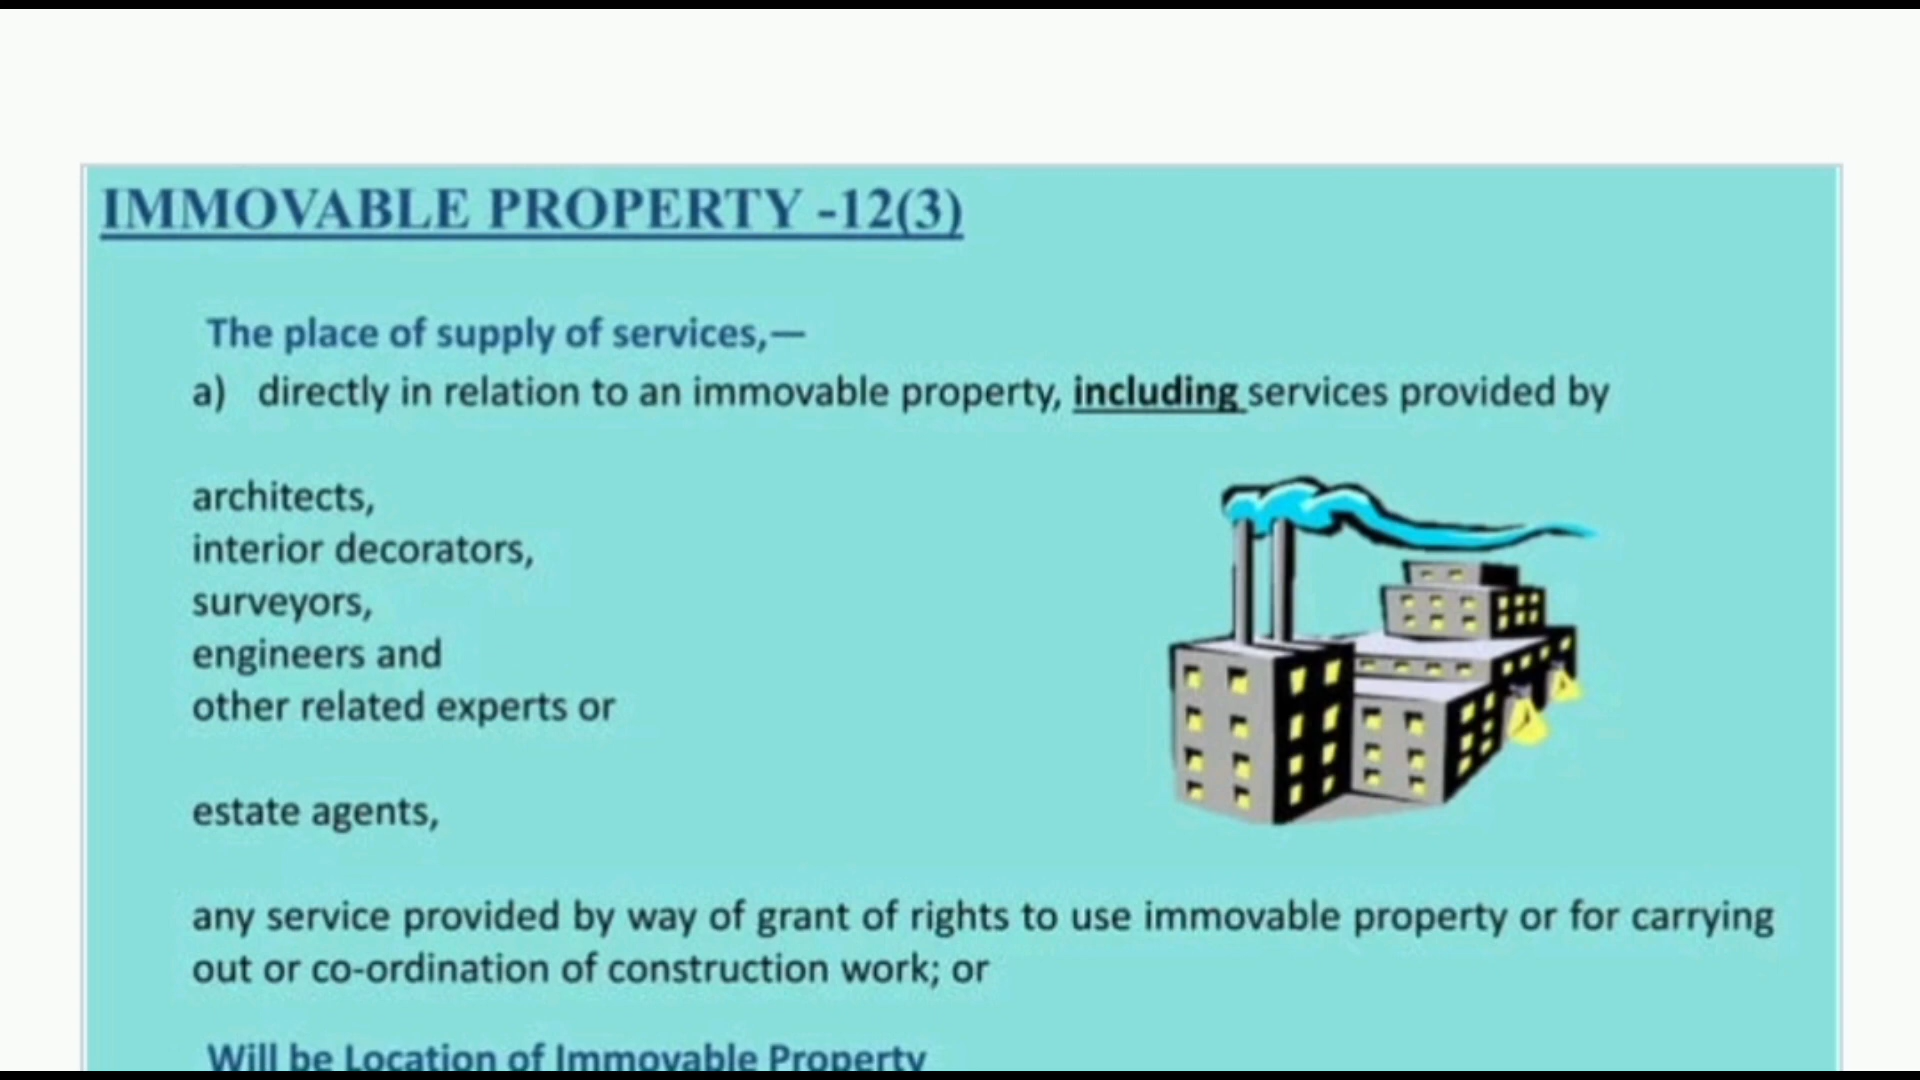 IMMOVABLE PROPERTY -12(3)
The place of supply of services,—
a) directly in relation to an immovable property, including services provided by
architects,
interior decorators,
surveyors,
engineers and
other related experts or
estate agents,
any service provided by way of grant of rights to use immovable property or for carrying
out or co-ordination of construction work; or
Will be Location of Immovable Property